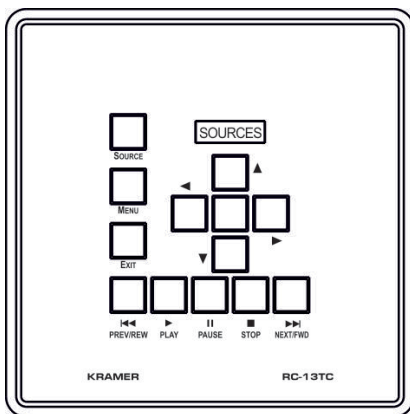 SOURCES
SOURCE
MENU
EXIT
PREV/REW PLAY PAUSE STOP NEXT/FWD
KRAMER RC-13TC